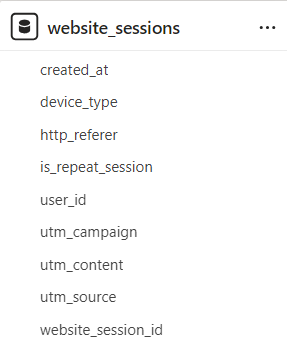 website_sessions
created_at
device_type
http_referer
is_repeat_session
user_id
utm_campaign
utm_content
utm_source
website_session_id